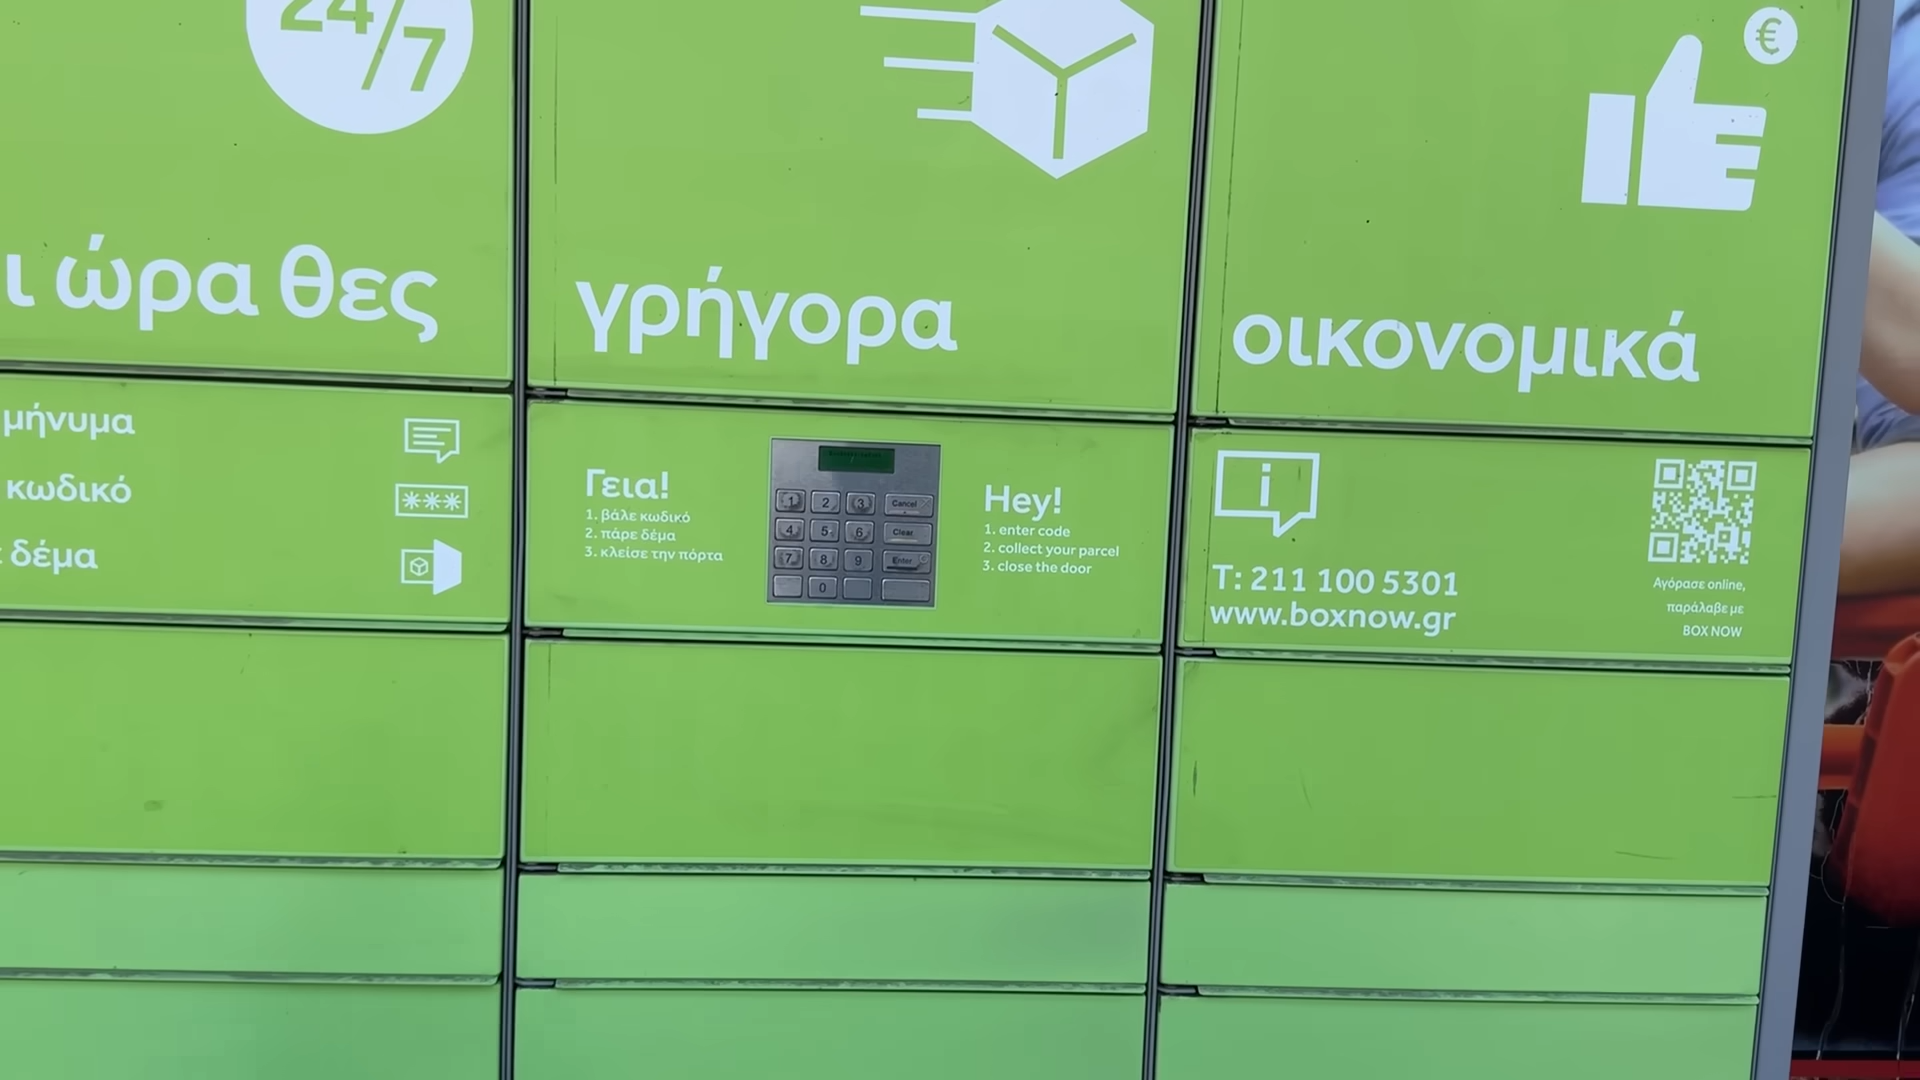 24/7
ι ώρα θες
γρήγορα
€
οικονομικά
μήνυμα
κωδικό
***
δέμα
Γεια!
1. βάλε κωδικό
2. πάρε δέμα
3. κλείσε την πόρτα
1 2 3 Cancel
4 5 6 Clear
7 8 9 Enter
0
Hey!
1. enter code
2. collect your parcel
3. close the door
i
T: 211 100 5301
www.boxnow.gr
Αγόρασε online,
παράλαβε με
BOX NOW